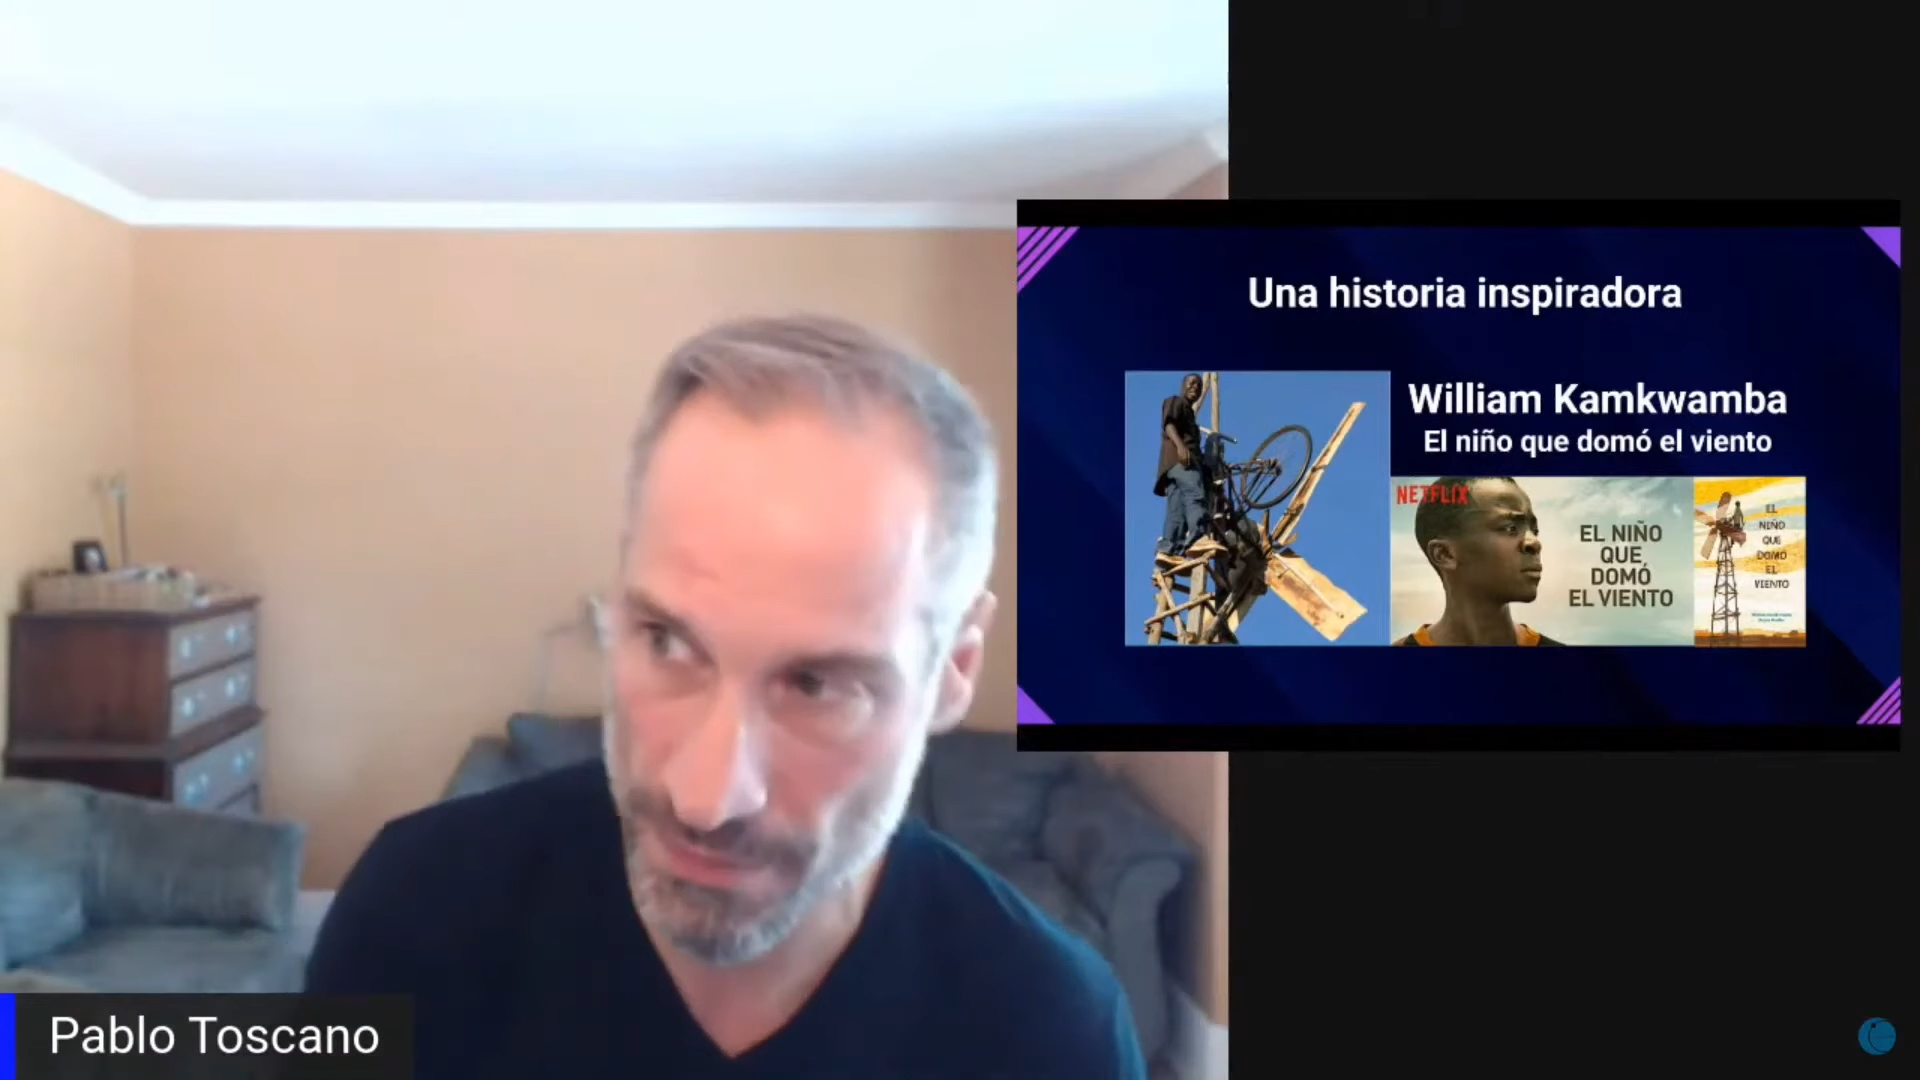 Una historia inspiradora
William Kamkwamba
El niño que domó el viento
NETFLIX
EL NIÑO
QUE
DOMÓ
EL VIENTO
EL
NIÑO
QUE
DOMÓ
EL
VIENTO
Pablo Toscano